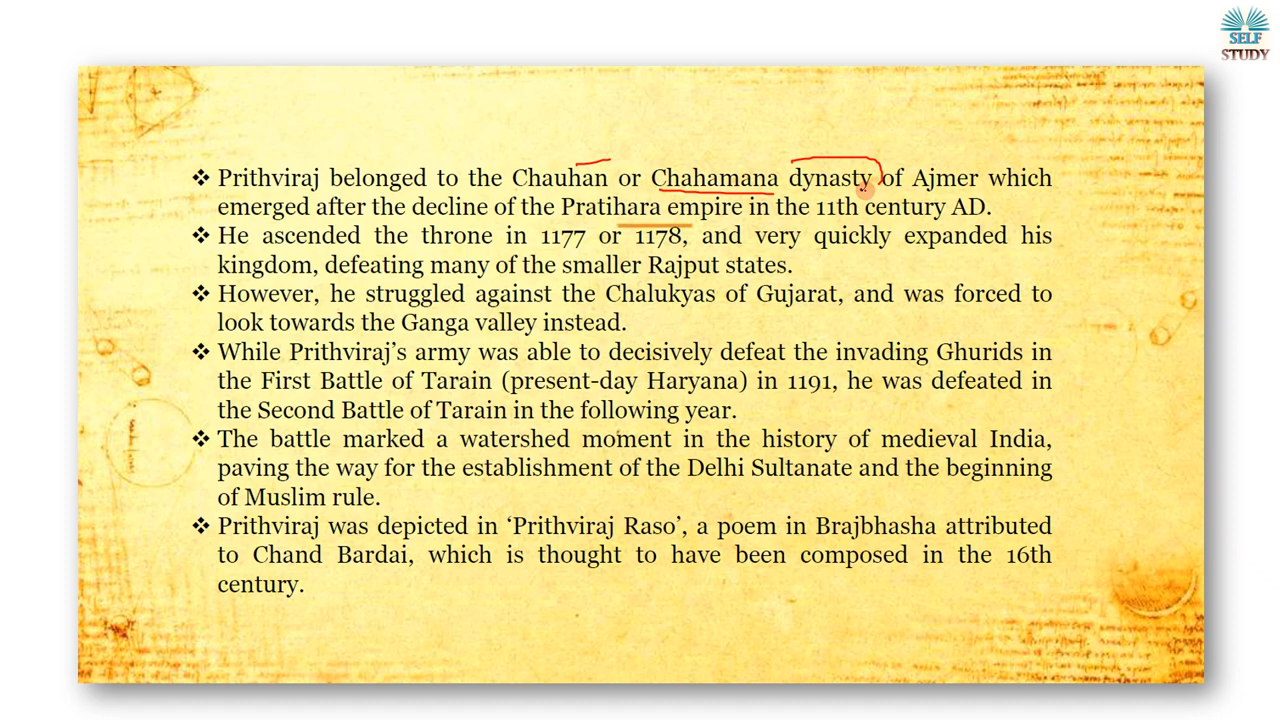 SELF
STUDY
❖ Prithviraj belonged to the Chauhan or Chahamana dynasty of Ajmer which
emerged after the decline of the Pratihara empire in the 11th century AD.
❖ He ascended the throne in 1177 or 1178, and very quickly expanded his
kingdom, defeating many of the smaller Rajput states.
❖ However, he struggled against the Chalukyas of Gujarat, and was forced to
look towards the Ganga valley instead.
❖ While Prithviraj’s army was able to decisively defeat the invading Ghurids in
the First Battle of Tarain (present-day Haryana) in 1191, he was defeated in
the Second Battle of Tarain in the following year.
❖ The battle marked a watershed moment in the history of medieval India,
paving the way for the establishment of the Delhi Sultanate and the beginning
of Muslim rule.
❖ Prithviraj was depicted in ‘Prithviraj Raso’, a poem in Brajbhasha attributed
to Chand Bardai, which is thought to have been composed in the 16th
century.